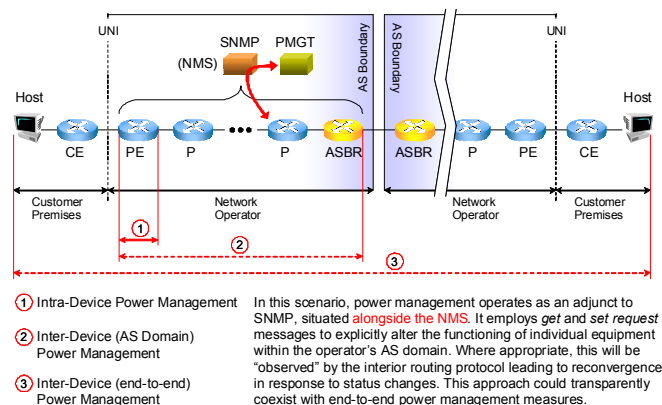 UNI
SNMP
PMGT
(NMS)
AS Boundary
AS Boundary
UNI
Host
Host
CE
PE
P
P
ASBR
ASBR
P
PE
CE
Customer
Premises
Network
Operator
Network
Operator
Customer
Premises
1
2
3
1 Intra-Device Power Management
2 Inter-Device (AS Domain)
Power Management
3 Inter-Device (end-to-end)
Power Management
In this scenario, power management operates as an adjunct to
SNMP, situated alongside the NMS. It employs get and set request
messages to explicitly alter the functioning of individual equipment
within the operator's AS domain. Where appropriate, this will be
"observed" by the interior routing protocol leading to reconvergence
in response to status changes. This approach could transparently
coexist with end-to-end power management measures.